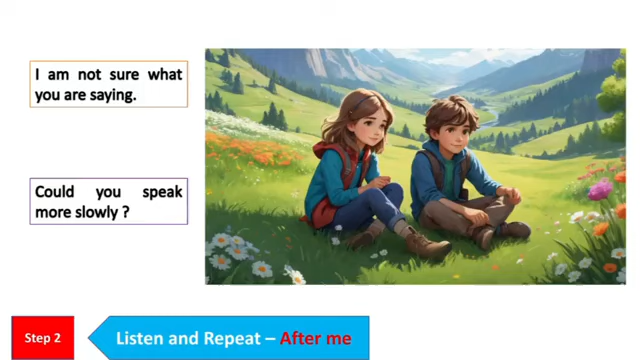 I am not sure what
you are saying.
Could you speak
more slowly ?
Step 2
Listen and Repeat – After me